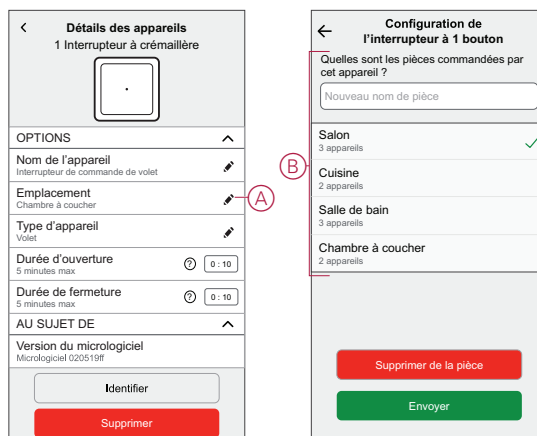 Détails des appareils
1 Interrupteur à crémaillère
OPTIONS
Nom de l'appareil
Interrupteur de commande de volet
Emplacement
Chambre à coucher
A
Type d'appareil
Volet
Durée d'ouverture
5 minutes max
? 0 : 10
Durée de fermeture
5 minutes max
? 0 : 10
AU SUJET DE
Version du micrologiciel
Micrologiciel 020519ff
Identifier
Supprimer
Configuration de
l'interrupteur à 1 bouton
Quelles sont les pièces commandées par
cet appareil ?
Nouveau nom de pièce
B
Salon
3 appareils
Cuisine
2 appareils
Salle de bain
3 appareils
Chambre à coucher
2 appareils
Supprimer de la pièce
Envoyer